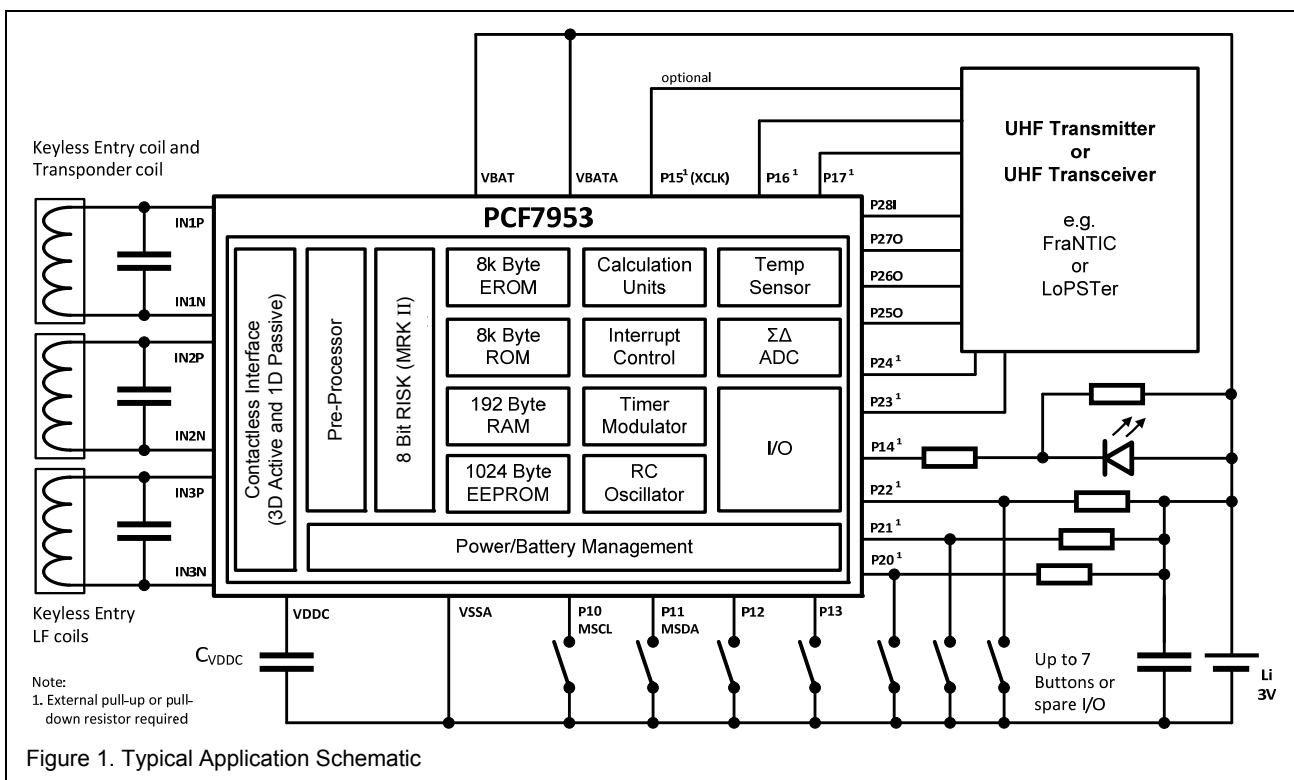 optional
UHF Transmitter
or
UHF Transceiver
e.g.
FraNTIC
or
LoPSTer
Keyless Entry coil and
Transponder coil
VBAT
VBATA
P15¹ (XCLK)
P16 ¹
P17 ¹
PCF7953
IN1P
IN1N
IN2P
IN2N
IN3P
IN3N
Contactless Interface
(3D Active and 1D Passive)
Pre-Processor
8 Bit RISK (MRK II)
8k Byte
EROM
Calculation
Units
Temp
Sensor
8k Byte
ROM
Interrupt
Control
ΣΔ
ADC
192 Byte
RAM
Timer
Modulator
I/O
1024 Byte
EEPROM
RC
Oscillator
Power/Battery Management
P28I
P27O
P26O
P25O
P24 ¹
P23 ¹
P14 ¹
P22 ¹
P21 ¹
P20 ¹
Keyless Entry
LF coils
VDDC
VSSA
P10
MSCL
P11
MSDA
P12
P13
CVDDC
Up to 7
Buttons or
spare I/O
Li
3V
Note:
1. External pull-up or pull-
down resistor required
Figure 1. Typical Application Schematic